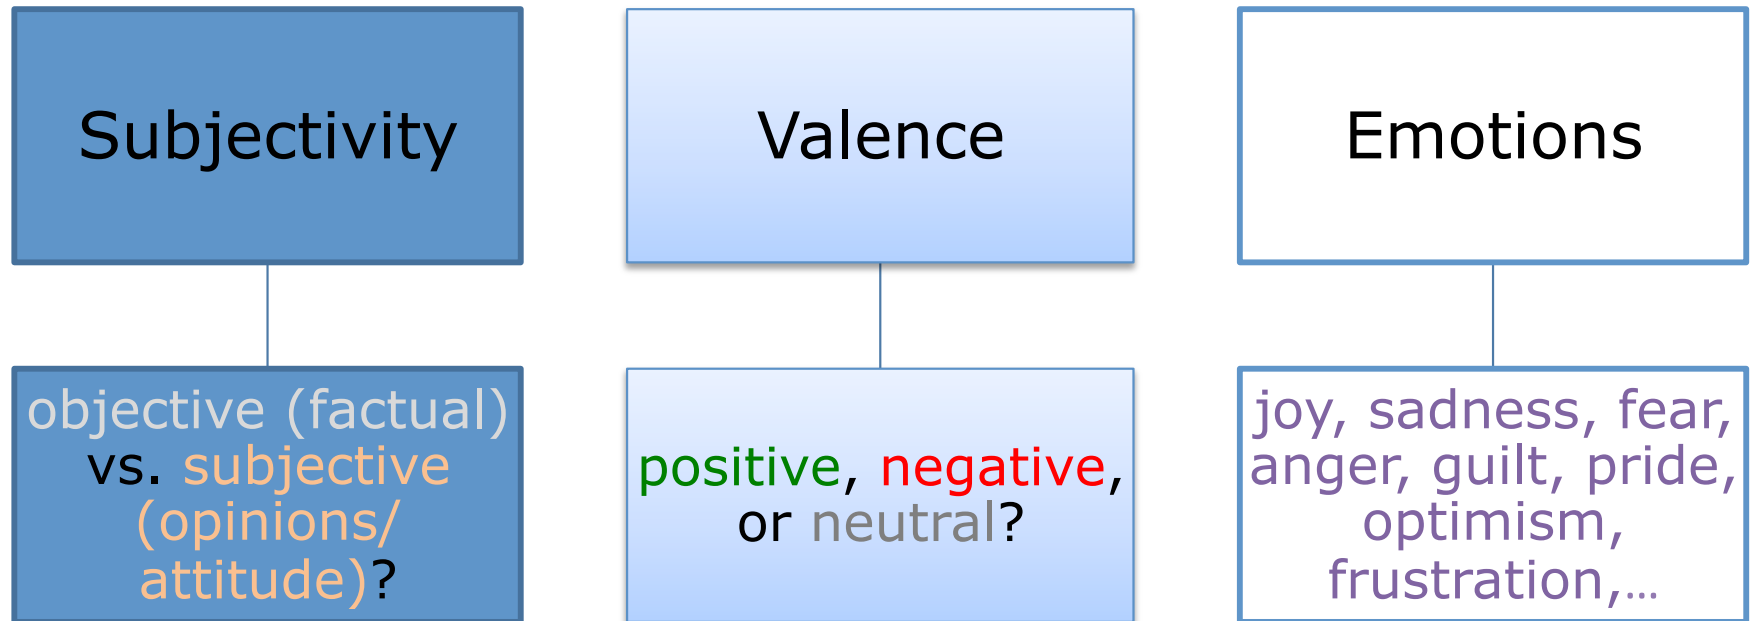 Subjectivity
Valence
Emotions
objective (factual)
vs. subjective
(opinions/
attitude)?
positive, negative,
or neutral?
joy, sadness, fear,
anger, guilt, pride,
optimism,
frustration,…